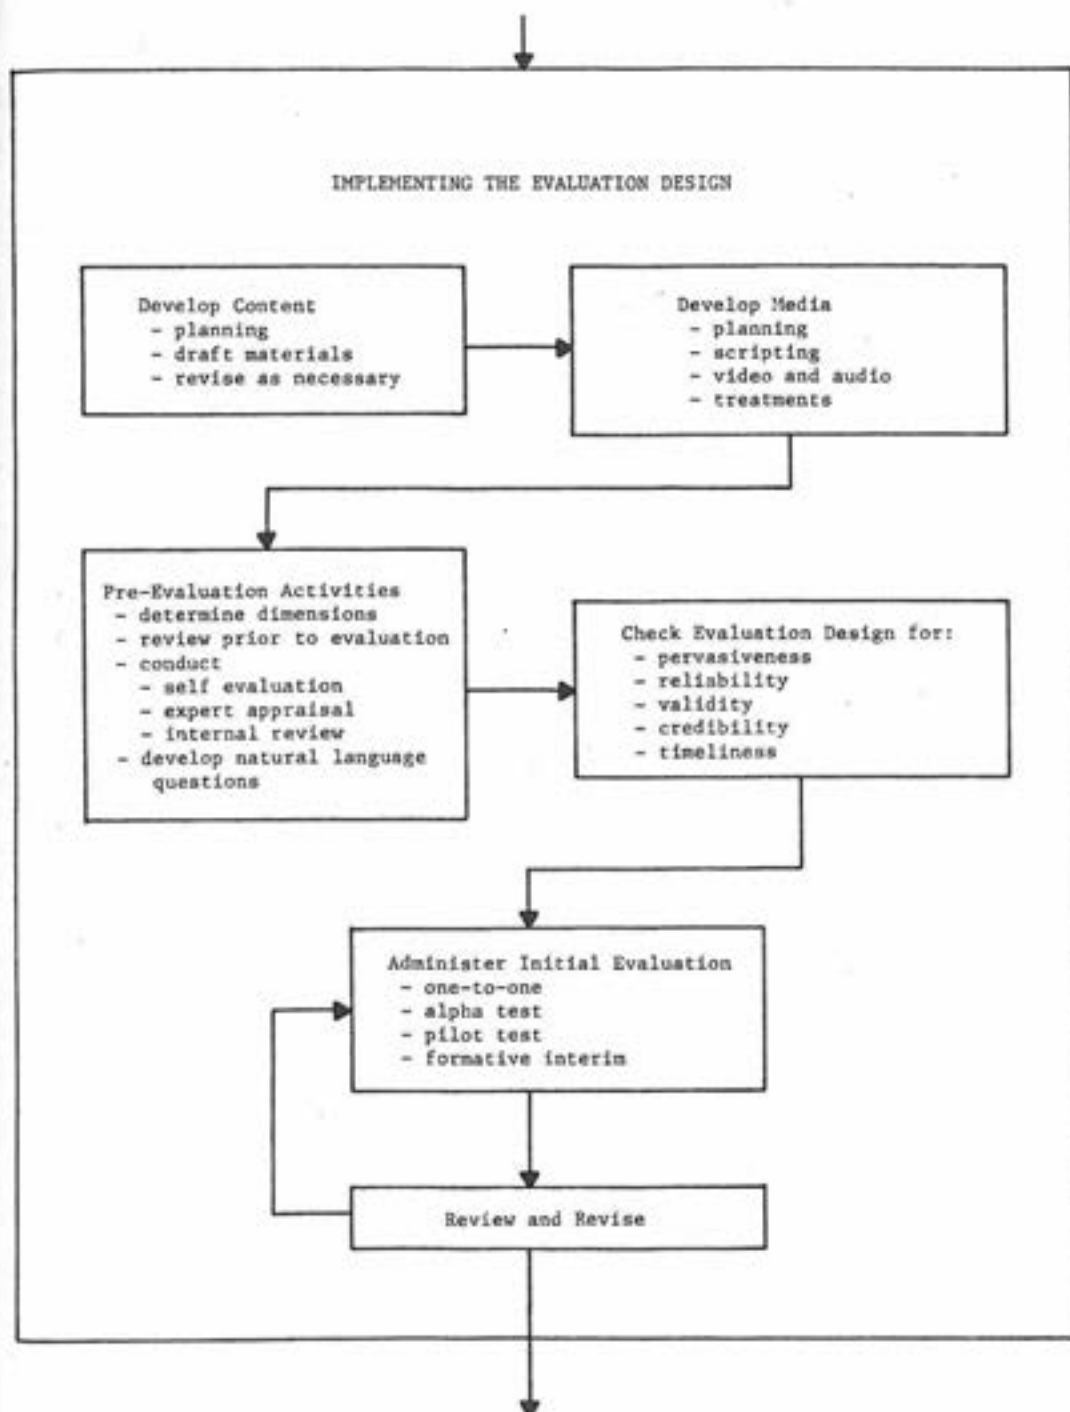 IMPLEMENTING THE EVALUATION DESIGN
Develop Content
- planning
- draft materials
- revise as necessary
Develop Media
- planning
- scripting
- video and audio
- treatments
Pre-Evaluation Activities
- determine dimensions
- review prior to evaluation
- conduct
- self evaluation
- expert appraisal
- internal review
- develop natural language
questions
Check Evaluation Design for:
- pervasiveness
- reliability
- validity
- credibility
- timeliness
Administer Initial Evaluation
- one-to-one
- alpha test
- pilot test
- formative interim
Review and Revise